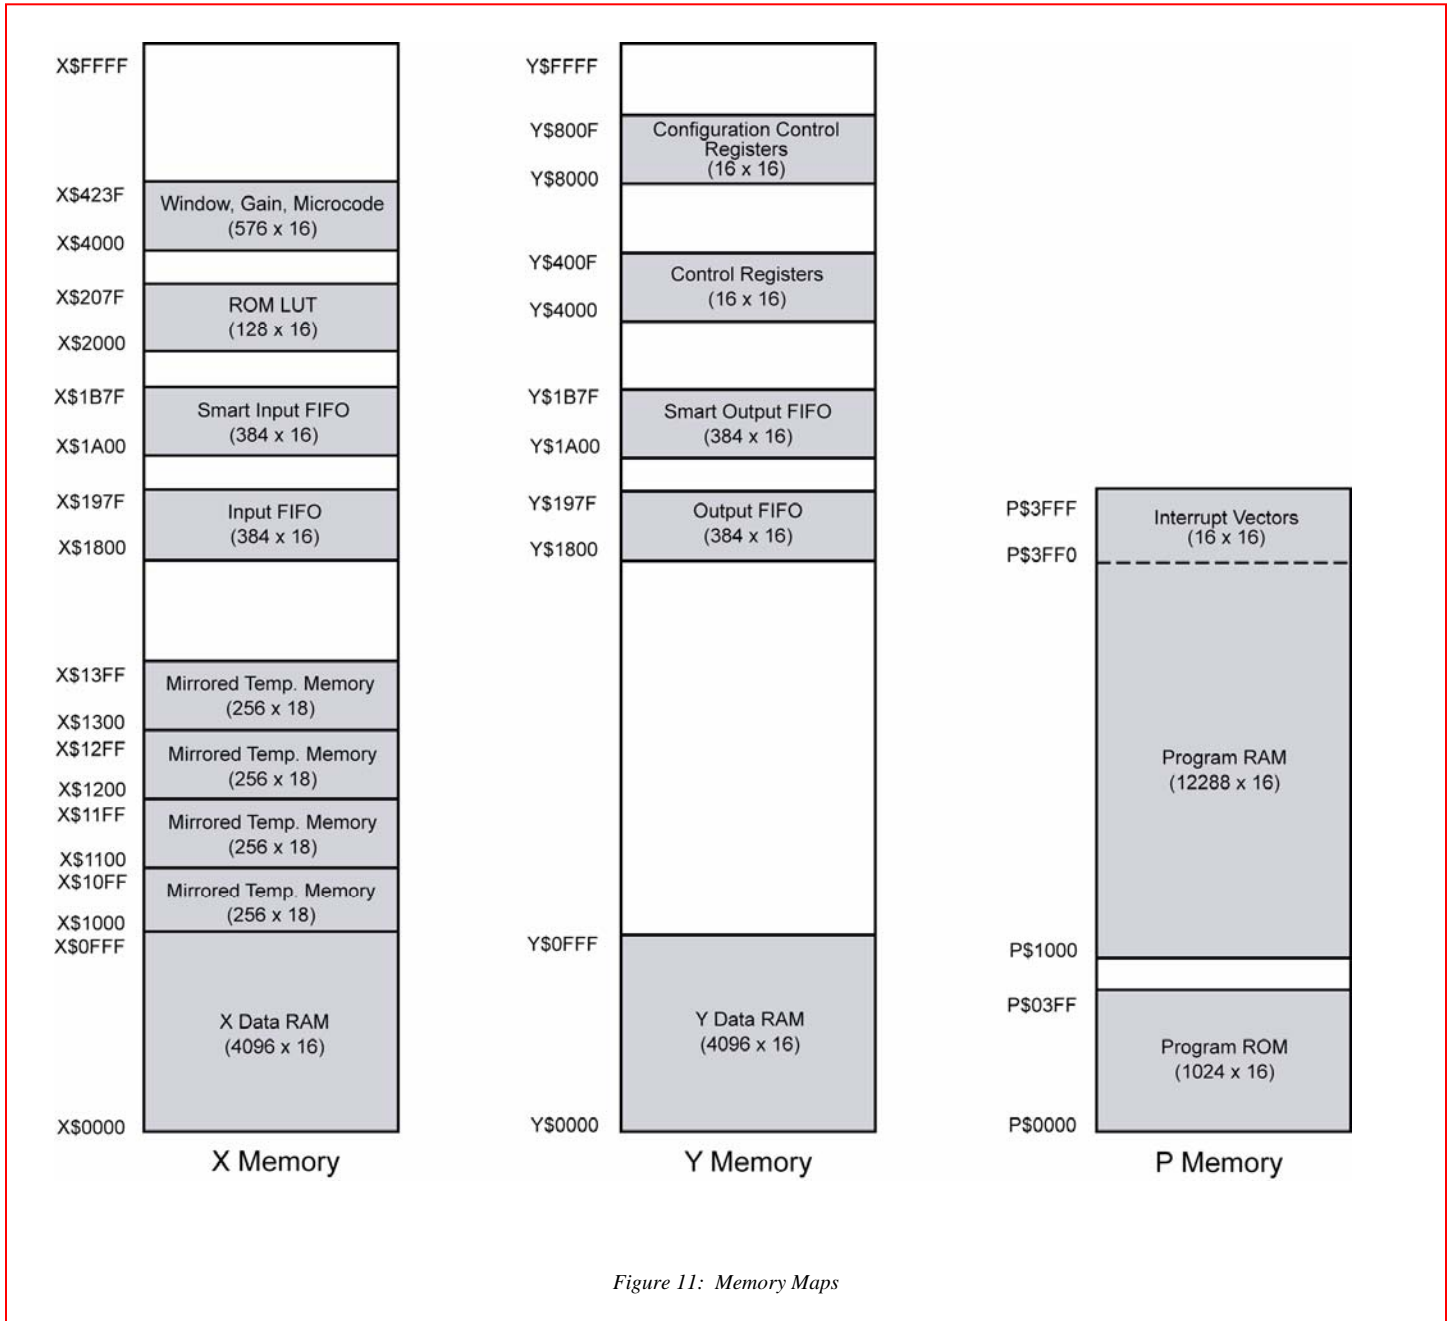 X$FFFF
X$423F
Window, Gain, Microcode
(576 x 16)
X$4000
X$207F
ROM LUT
(128 x 16)
X$2000
X$1B7F
Smart Input FIFO
(384 x 16)
X$1A00
X$197F
Input FIFO
(384 x 16)
X$1800
X$13FF
Mirrored Temp. Memory
(256 x 18)
X$1300
X$12FF
Mirrored Temp. Memory
(256 x 18)
X$1200
X$11FF
Mirrored Temp. Memory
(256 x 18)
X$1100
X$10FF
Mirrored Temp. Memory
(256 x 18)
X$1000
X$0FFF
X Data RAM
(4096 x 16)
X$0000
X Memory
Y$FFFF
Y$800F
Configuration Control
Registers
(16 x 16)
Y$8000
Y$400F
Control Registers
(16 x 16)
Y$4000
Y$1B7F
Smart Output FIFO
(384 x 16)
Y$1A00
Y$197F
Output FIFO
(384 x 16)
Y$1800
Y$0FFF
Y Data RAM
(4096 x 16)
Y$0000
Y Memory
P$3FFF
Interrupt Vectors
(16 x 16)
P$3FF0
Program RAM
(12288 x 16)
P$1000
P$03FF
Program ROM
(1024 x 16)
P$0000
P Memory
Figure 11: Memory Maps